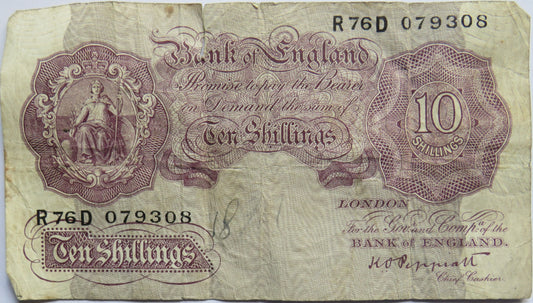 R76D 079308
Bank of England
Promise to pay the Bearer
on Demand the sum of
Ten Shillings
10
SHILLINGS
LONDON
For the Gov.r and Comp.a of the
BANK of ENGLAND.
K O Peppiatt
Chief Cashier.
R76D 079308
18
Ten Shillings